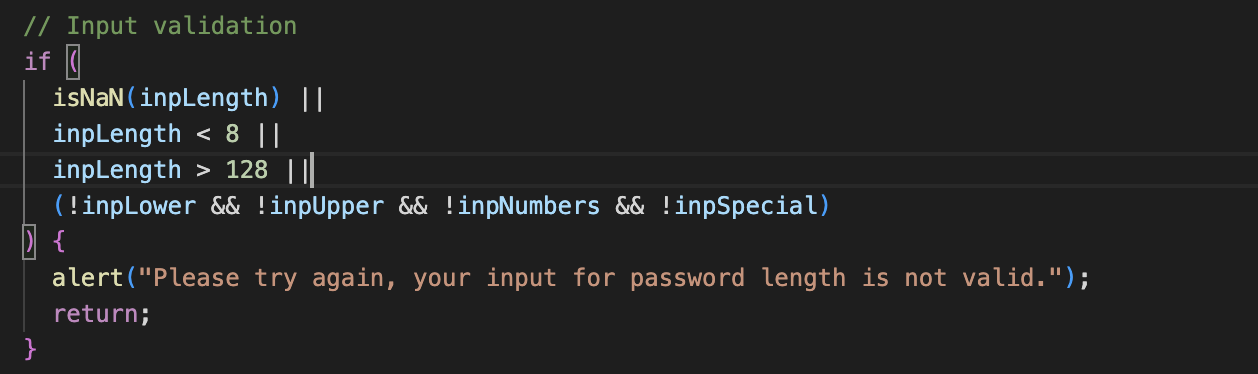 // Input validation
if (
isNaN(inpLength) ||
inpLength < 8 ||
inpLength > 128 ||
(!inpLower && !inpUpper && !inpNumbers && !inpSpecial)
) {
alert("Please try again, your input for password length is not valid.");
return;
}